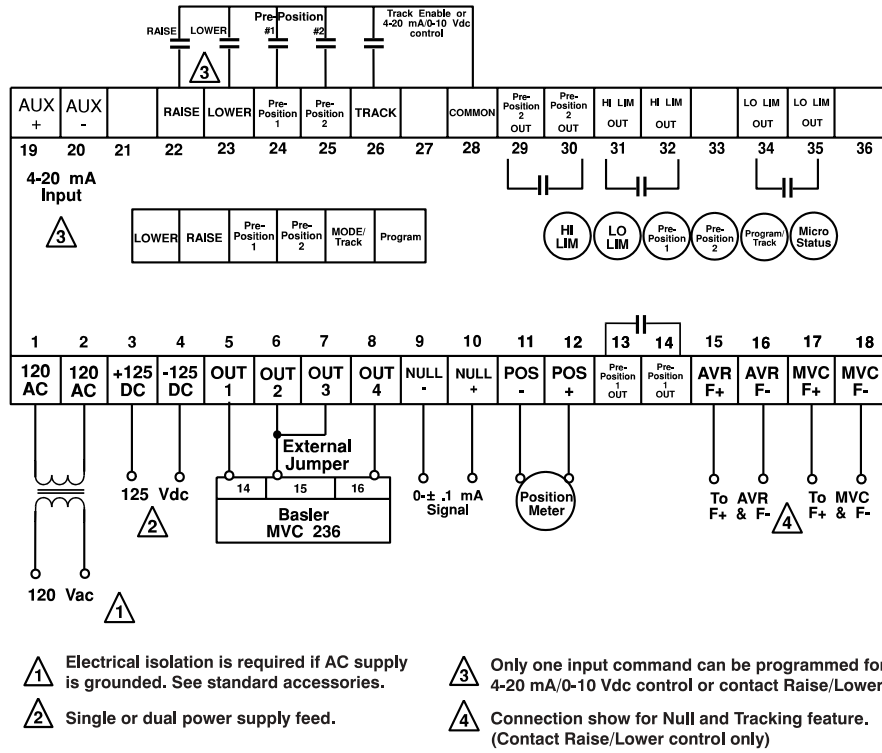 Pre-Position
Track Enable or
4-20 mA/0-10 Vdc
control
RAISE
LOWER
#1
#2
3
AUX
+
AUX
-
RAISE
LOWER
Pre-
Position
1
Pre-
Position
2
TRACK
COMMON
Pre-
Position
2
OUT
Pre-
Position
2
OUT
HI LIM
OUT
HI LIM
OUT
LO LIM
OUT
LO LIM
OUT
19 20 21 22 23 24 25 26 27 28 29 30 31 32 33 34 35 36
4-20 mA
Input
3
LOWER
RAISE
Pre-
Position
1
Pre-
Position
2
MODE/
Track
Program
HI
LIM
LO
LIM
Pre-
Position
1
Pre-
Position
2
Program/
Track
Micro
Status
1 2 3 4 5 6 7 8 9 10 11 12 13 14 15 16 17 18
120
AC
120
AC
+125
DC
-125
DC
OUT
1
OUT
2
OUT
3
OUT
4
NULL
-
NULL
+
POS
-
POS
+
Pre-
Position
1
OUT
Pre-
Position
1
OUT
AVR
F+
AVR
F-
MVC
F+
MVC
F-
External
Jumper
125 Vdc
2
14 15 16
Basler
MVC 236
0-± .1 mA
Signal
Position
Meter
To AVR
F+ & F-
4
To MVC
F+ & F-
120 Vac
1
1 Electrical isolation is required if AC supply
is grounded. See standard accessories.
2 Single or dual power supply feed.
3 Only one input command can be programmed for
4-20 mA/0-10 Vdc control or contact Raise/Lower
4 Connection show for Null and Tracking feature.
(Contact Raise/Lower control only)